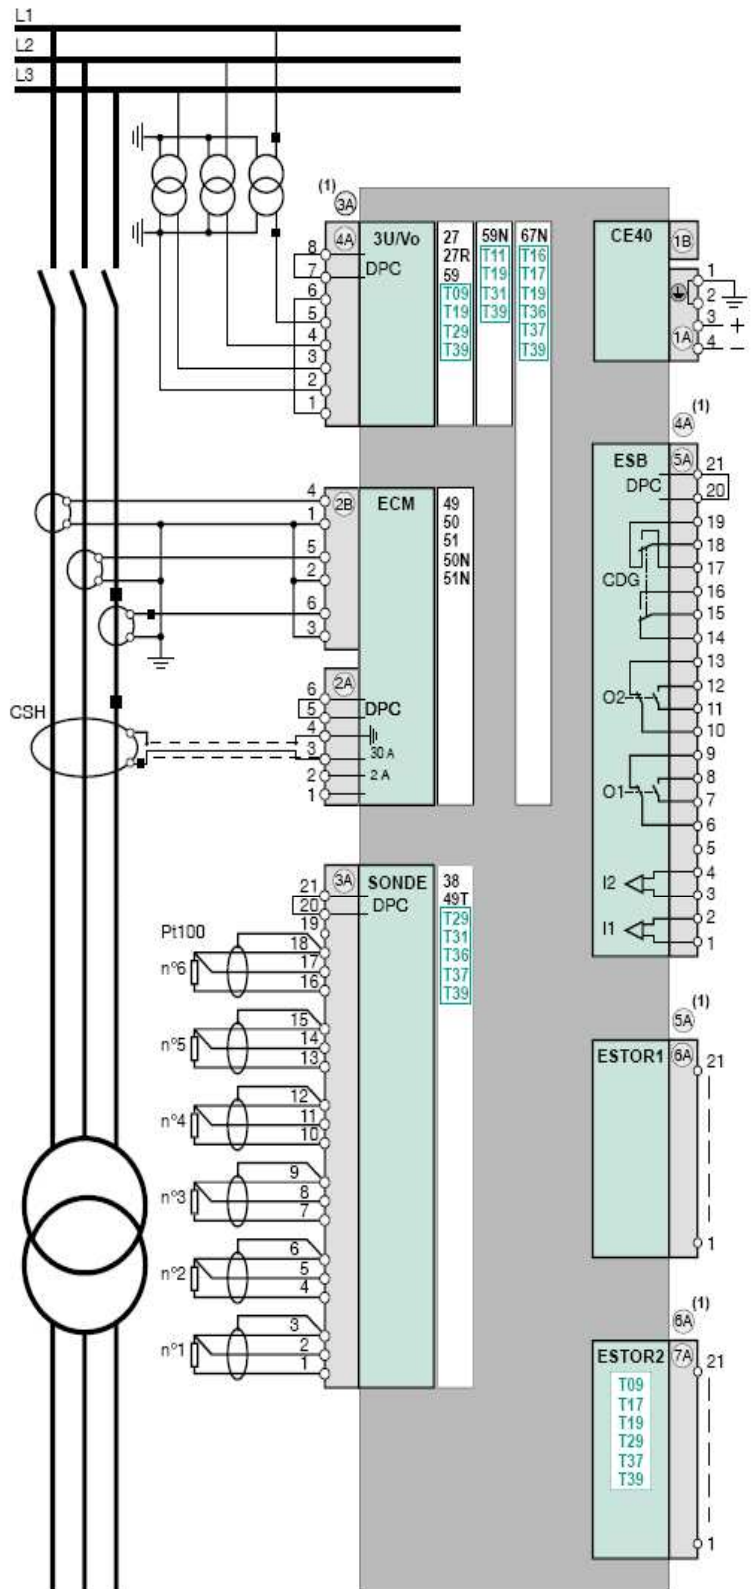 L1
L2
L3
(1)
3A
4A 3U/Vo
8
7 DPC
6
5
4
3
2
1
27
27R
59
T09
T19
T29
T39
59N
T11
T19
T31
T39
67N
T16
T17
T19
T36
T37
T39
CE40 1B
1
2
3 +
4 -
1A
(1)
4A
ESB 5A
21
DPC 20
19
18
17
CDG
16
15
14
13
12
O2
11
10
9
8
O1
7
6
5
4
I2
3
2
I1
1
2B ECM
4
1
5
2
6
3
49
50
51
50N
51N
2A
6
5 DPC
4
3 30 A
2 2 A
1
CSH
3A SONDE
21
20 DPC
19
38
49T
T29
T31
T36
T37
T39
Pt100
18
17
n°6
16
15
14
n°5
13
12
11
n°4
10
9
8
n°3
7
6
5
n°2
4
3
2
n°1
1
(1)
5A
ESTOR1 6A 21
1
(1)
6A
ESTOR2 7A 21
T09
T17
T19
T29
T37
T39
1